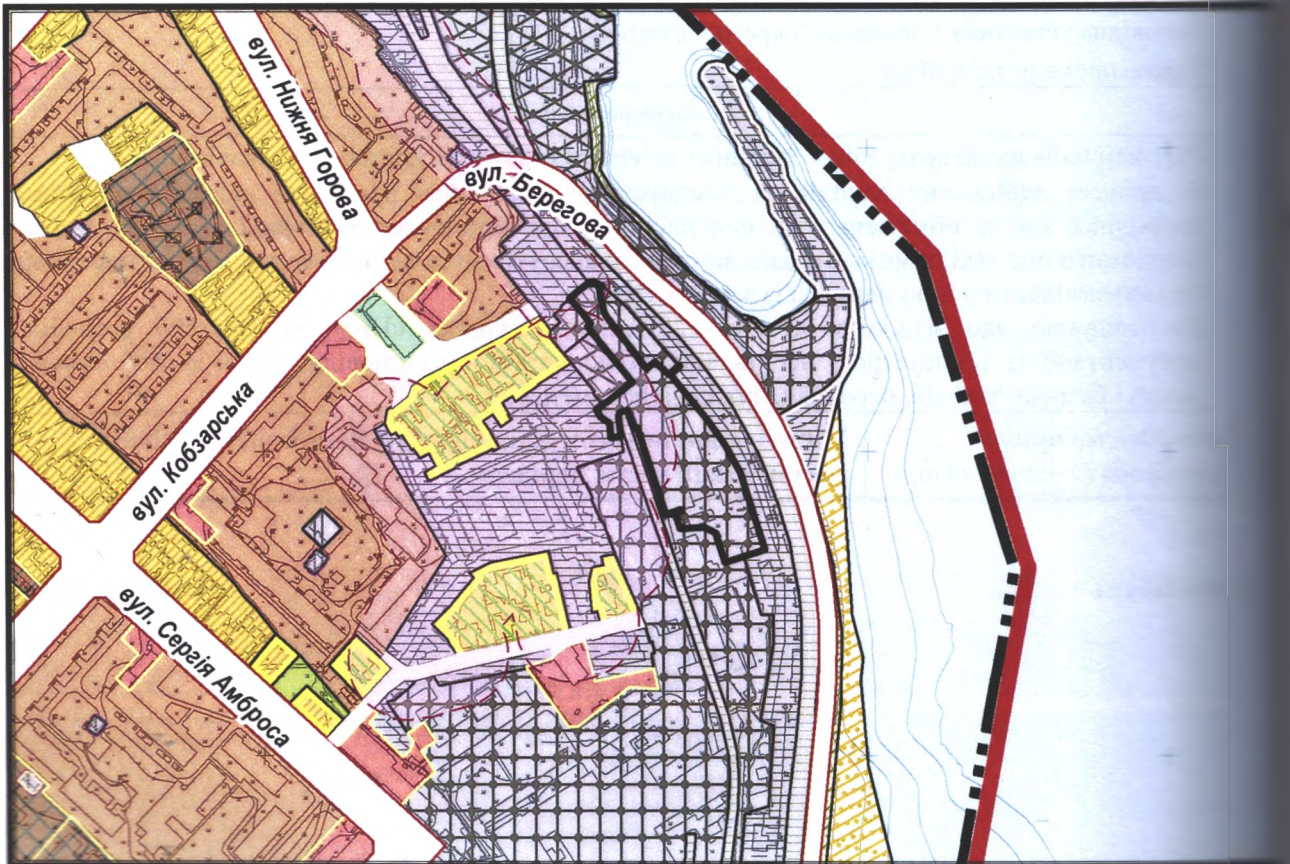 вул. Нижня Горова
вул. Берегова
вул. Кобзарська
вул. Сергія Амброса